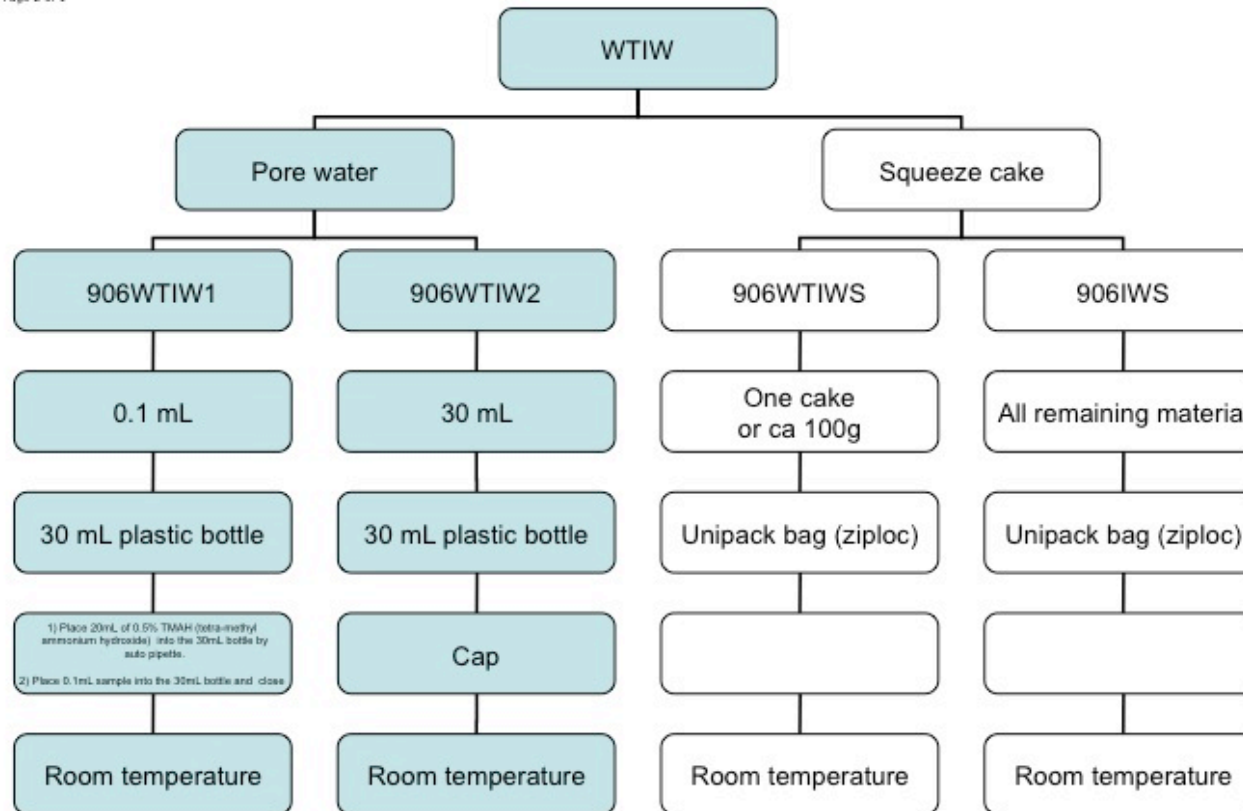 WTIW
Pore water
Squeeze cake
906WTIW1
906WTIW2
906WTIWS
906IWS
0.1 mL
30 mL
One cake
or ca 100g
All remaining materia
30 mL plastic bottle
30 mL plastic bottle
Unipack bag (ziploc)
Unipack bag (ziploc)
1) Place 20mL of 0.5% TMAH (tetra-methyl
ammonium hydroxide) into the 30mL bottle by
auto pipette.
2) Place 0.1mL sample into the 30mL bottle and close
Cap
Room temperature
Room temperature
Room temperature
Room temperature